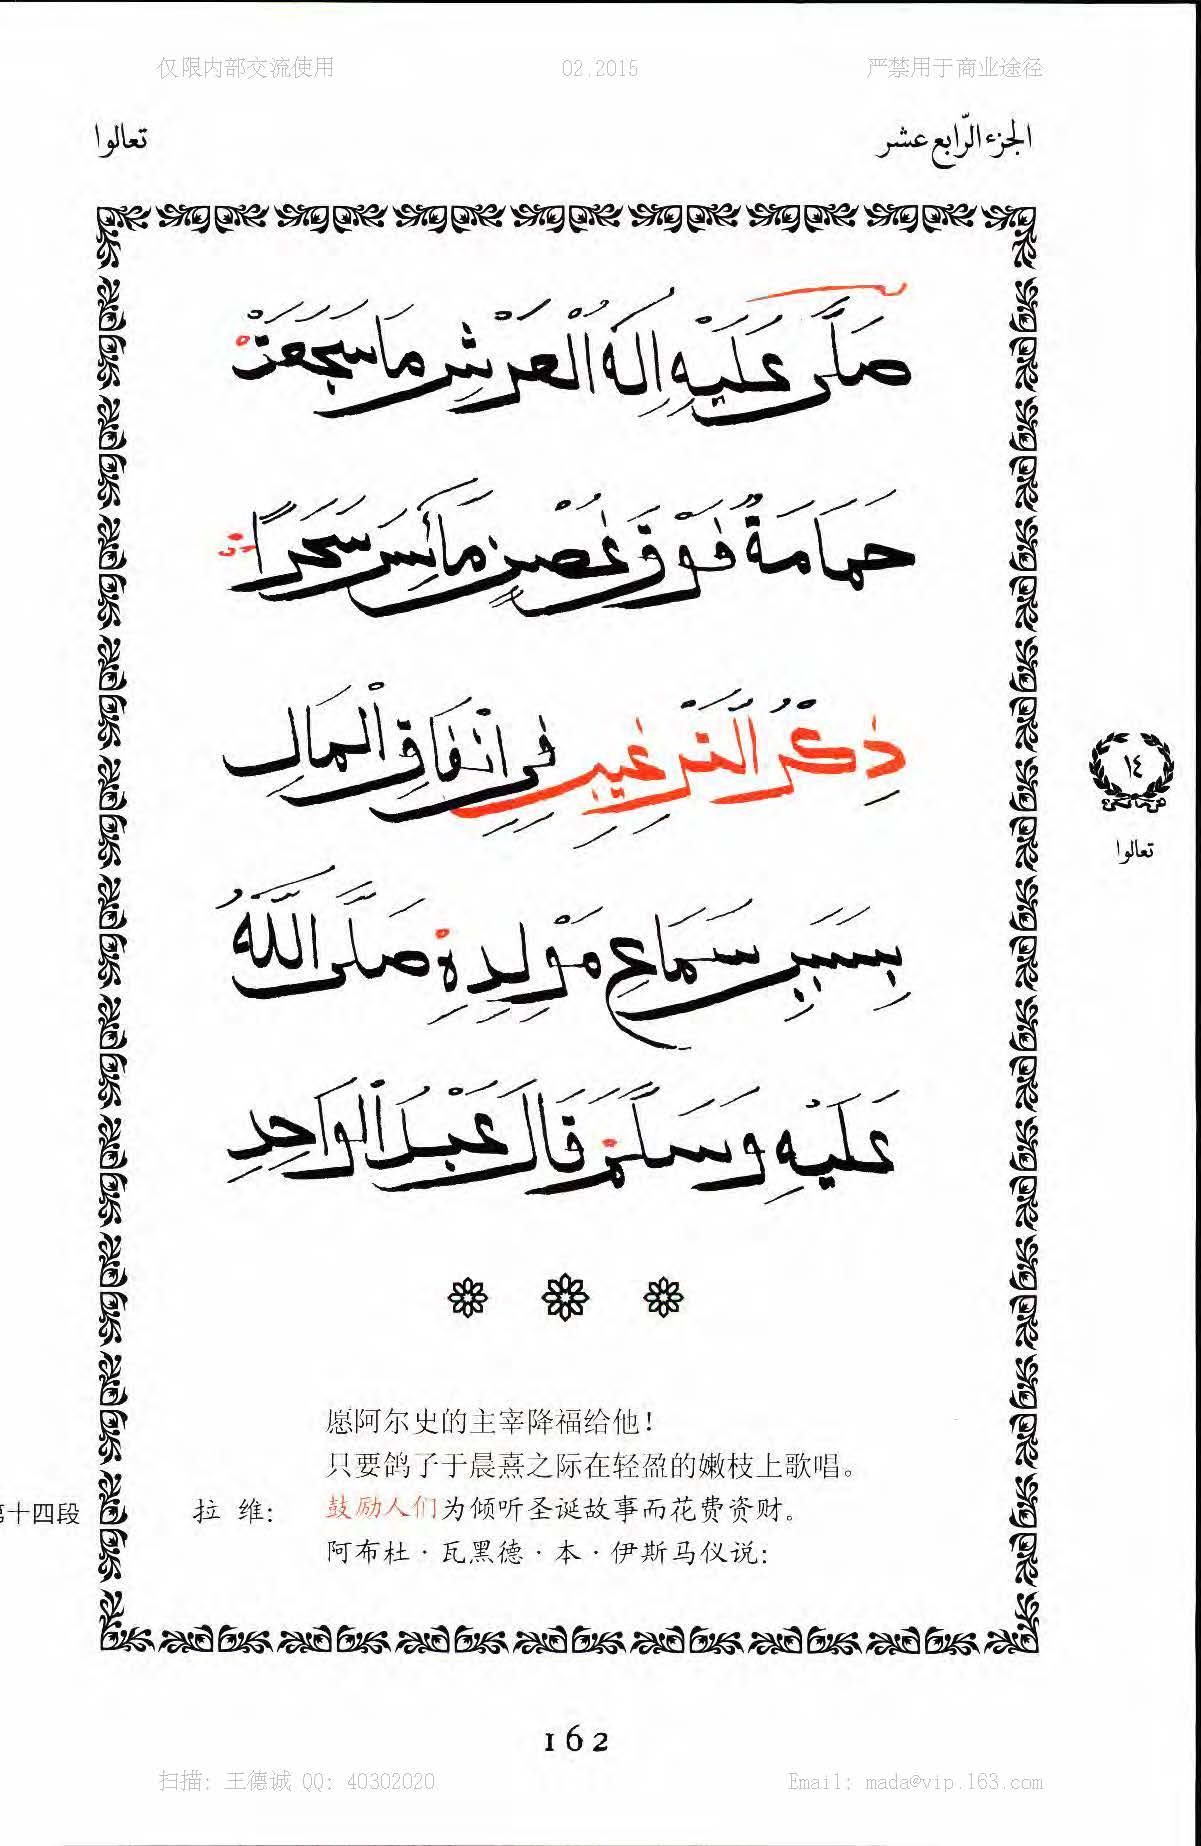 仅限内部交流使用 02.2015 严禁用于商业途径
الجزء الرّابع عشر تعالوا
صَلَّى عَلَيْهِ اِلَهُ الْعَرْشِ مَا سَجَعَتْ
حَمَامَةٌ فَوْقَ غُصْنٍ مَائِسٍ سَحَرًا
ذِكْرُ التَّرْغِيبِ فِي اِنْفَاقِ الْمَالِ
بِسَبَبِ سَمَاعِ مَوْلِدِهِ صَلَّى اللَّهُ
عَلَيْهِ وَسَلَّمَ قَالَ عَبْدُ الْوَاحِدِ
١٤
تعالوا
愿阿尔史的主宰降福给他！
只要鸽子于晨熹之际在轻盈的嫩枝上歌唱。
第十四段 拉 维： 鼓励人们为倾听圣诞故事而花费资财。
阿布杜·瓦黑德·本·伊斯马仪说：
162
扫描：王德诚 QQ：40302020 Email：mada@vip.163.com